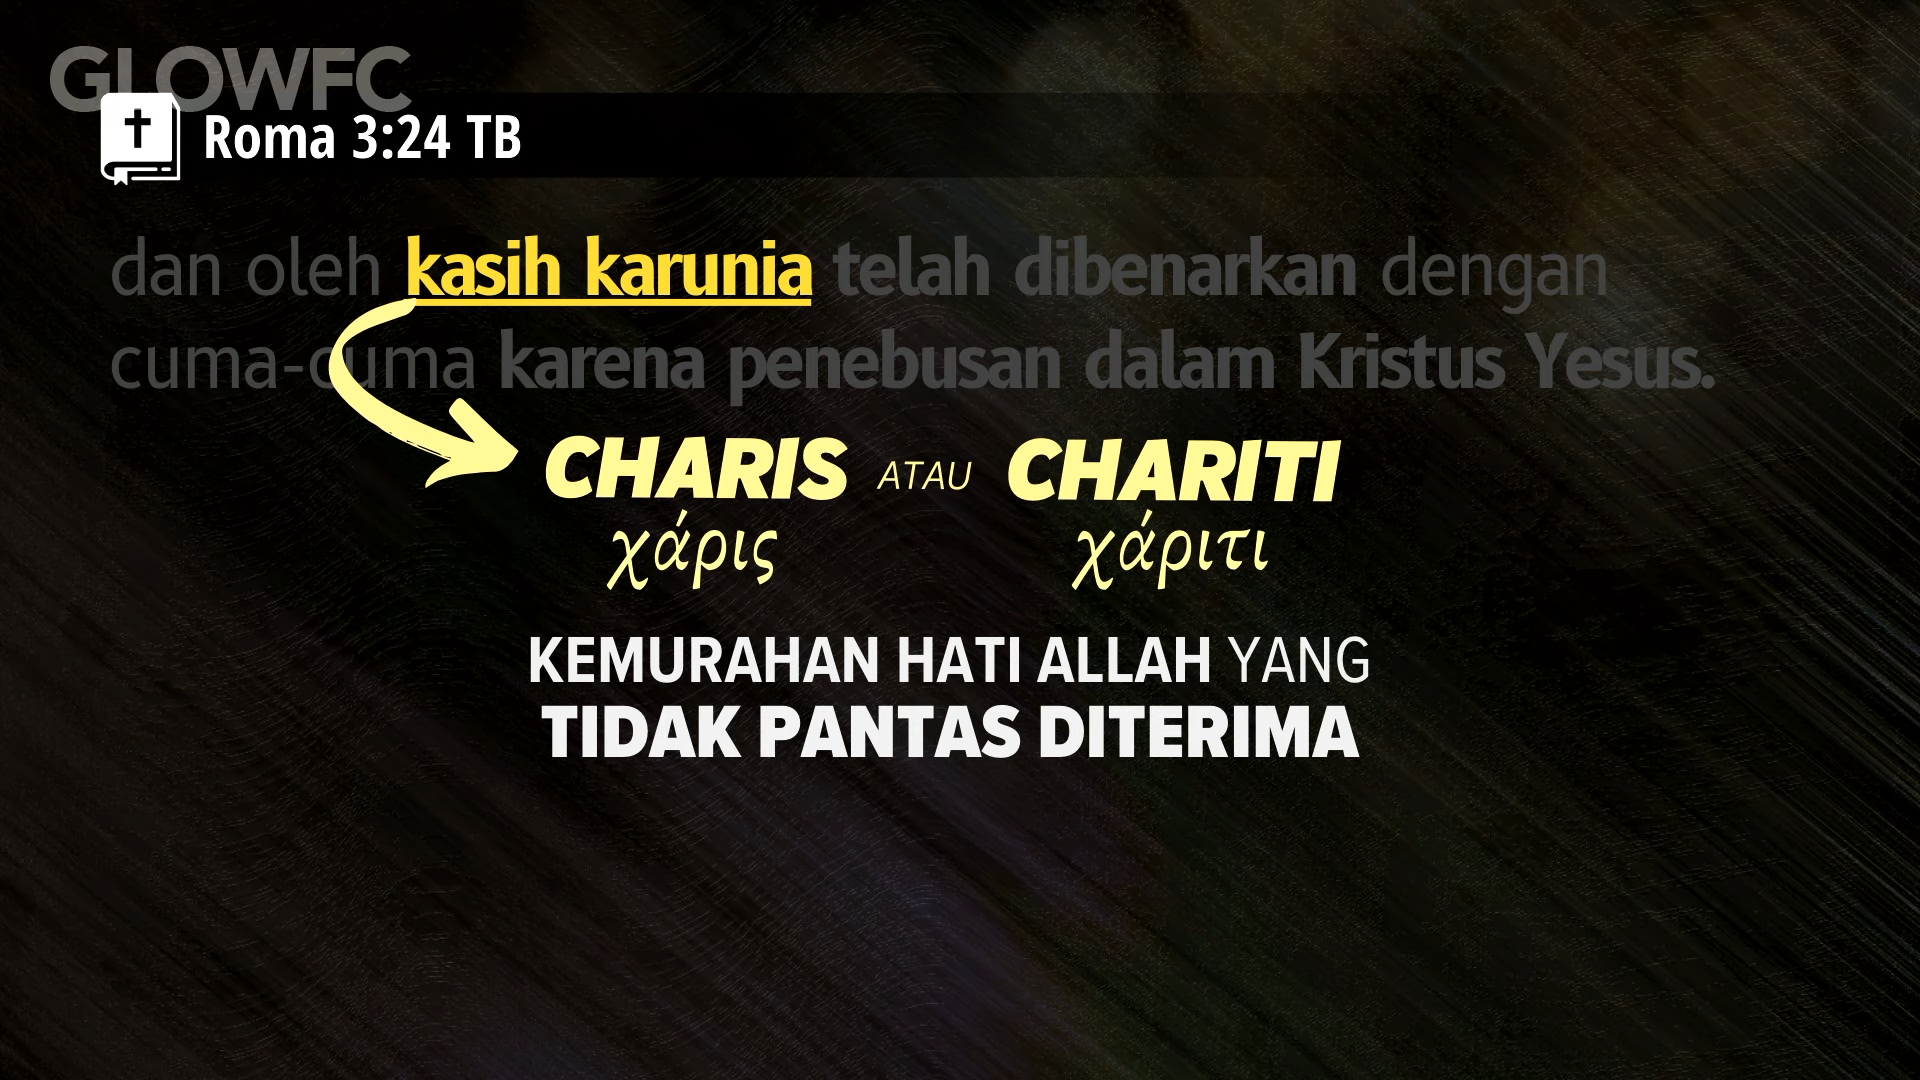 GLOWFC
Roma 3:24 TB
dan oleh kasih karunia telah dibenarkan dengan
cuma-cuma karena penebusan dalam Kristus Yesus.
CHARIS ATAU CHARITI
χάρις χάριτι
KEMURAHAN HATI ALLAH YANG
TIDAK PANTAS DITERIMA